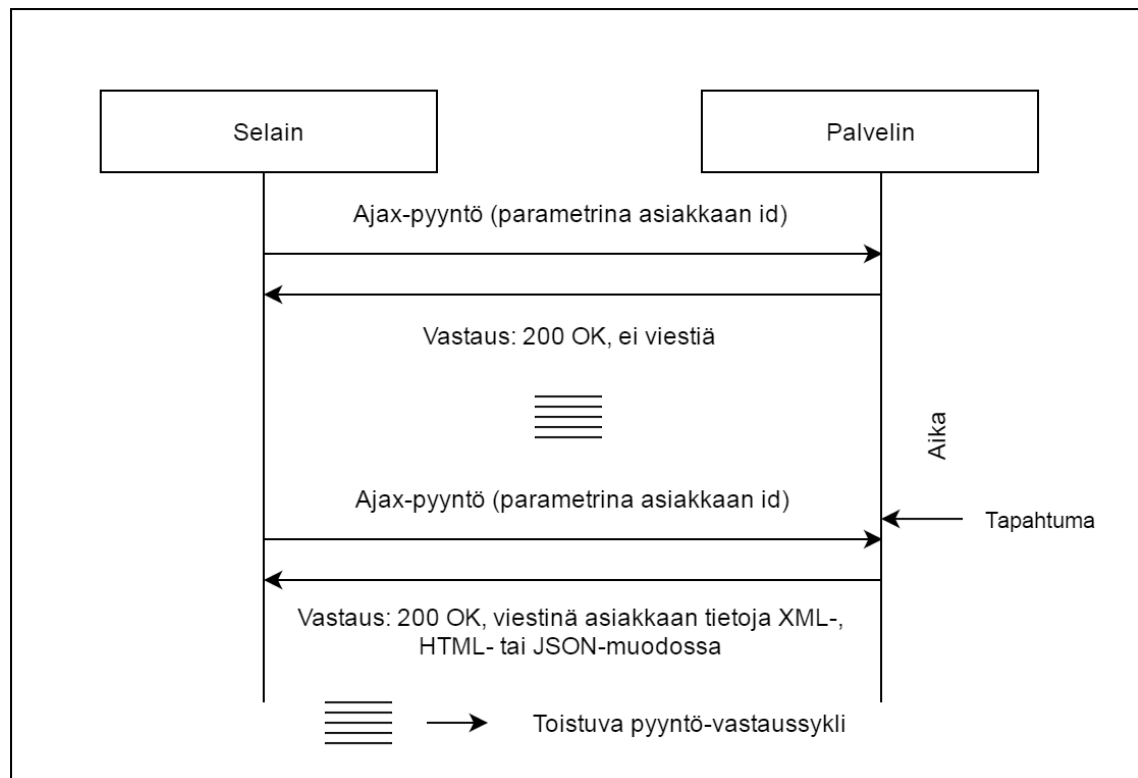 Selain
Palvelin
Ajax-pyyntö (parametrina asiakkaan id)
Vastaus: 200 OK, ei viestiä
Aika
Ajax-pyyntö (parametrina asiakkaan id)
Tapahtuma
Vastaus: 200 OK, viestinä asiakkaan tietoja XML-,
HTML- tai JSON-muodossa
Toistuva pyyntö-vastaussykli